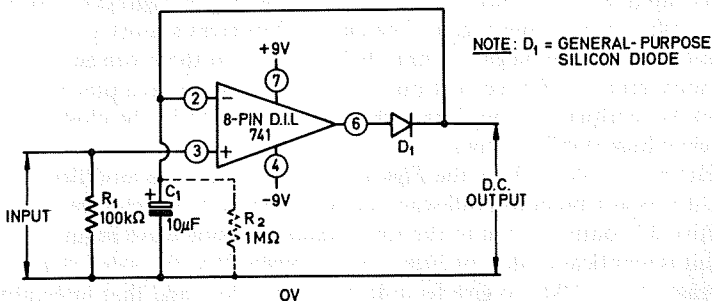 +9V
NOTE: D1 = GENERAL-PURPOSE
SILICON DIODE
7
2
−
8-PIN D.I.L
741
6
D1
3
+
4
-9V
INPUT
R1
100kΩ
+
C1
10µF
R2
1MΩ
D.C.
OUTPUT
0V